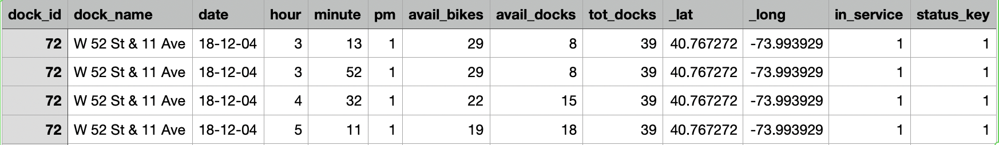 dock_id dock_name date hour minute pm avail_bikes avail_docks tot_docks _lat _long in_service status_key
72 W 52 St & 11 Ave 18-12-04 3 13 1 29 8 39 40.767272 -73.993929 1 1
72 W 52 St & 11 Ave 18-12-04 3 52 1 29 8 39 40.767272 -73.993929 1 1
72 W 52 St & 11 Ave 18-12-04 4 32 1 22 15 39 40.767272 -73.993929 1 1
72 W 52 St & 11 Ave 18-12-04 5 11 1 19 18 39 40.767272 -73.993929 1 1